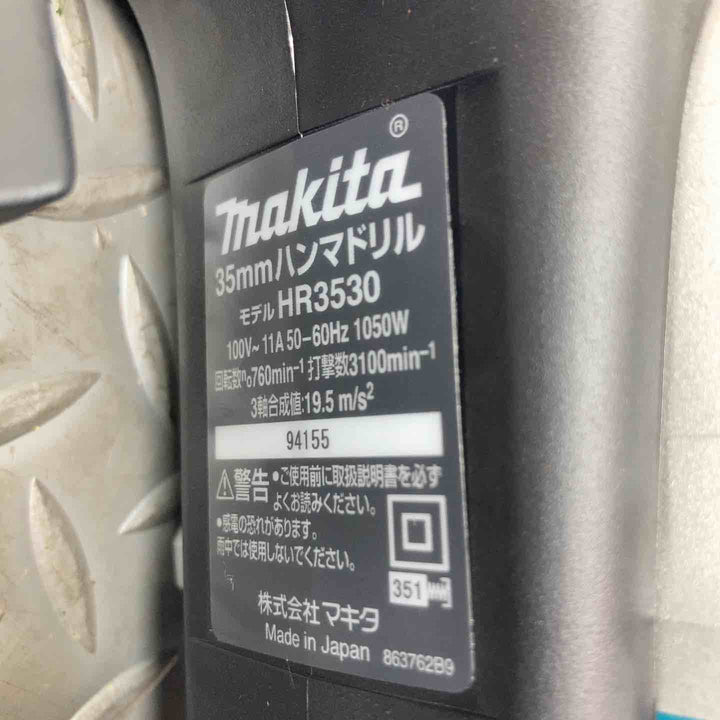 ®
makita
35mmハンマドリル
モデル HR3530
100V~ 11A 50-60Hz 1050W
回転数n₀760min⁻¹ 打撃数3100min⁻¹
3軸合成値:19.5 m/s²
94155
警告 •ご使用前に取扱説明書を必ず
よくお読みください。
•感電の恐れがあります。
雨中では使用しないでください。
351
株式会社 マキタ
Made in Japan 863762B9